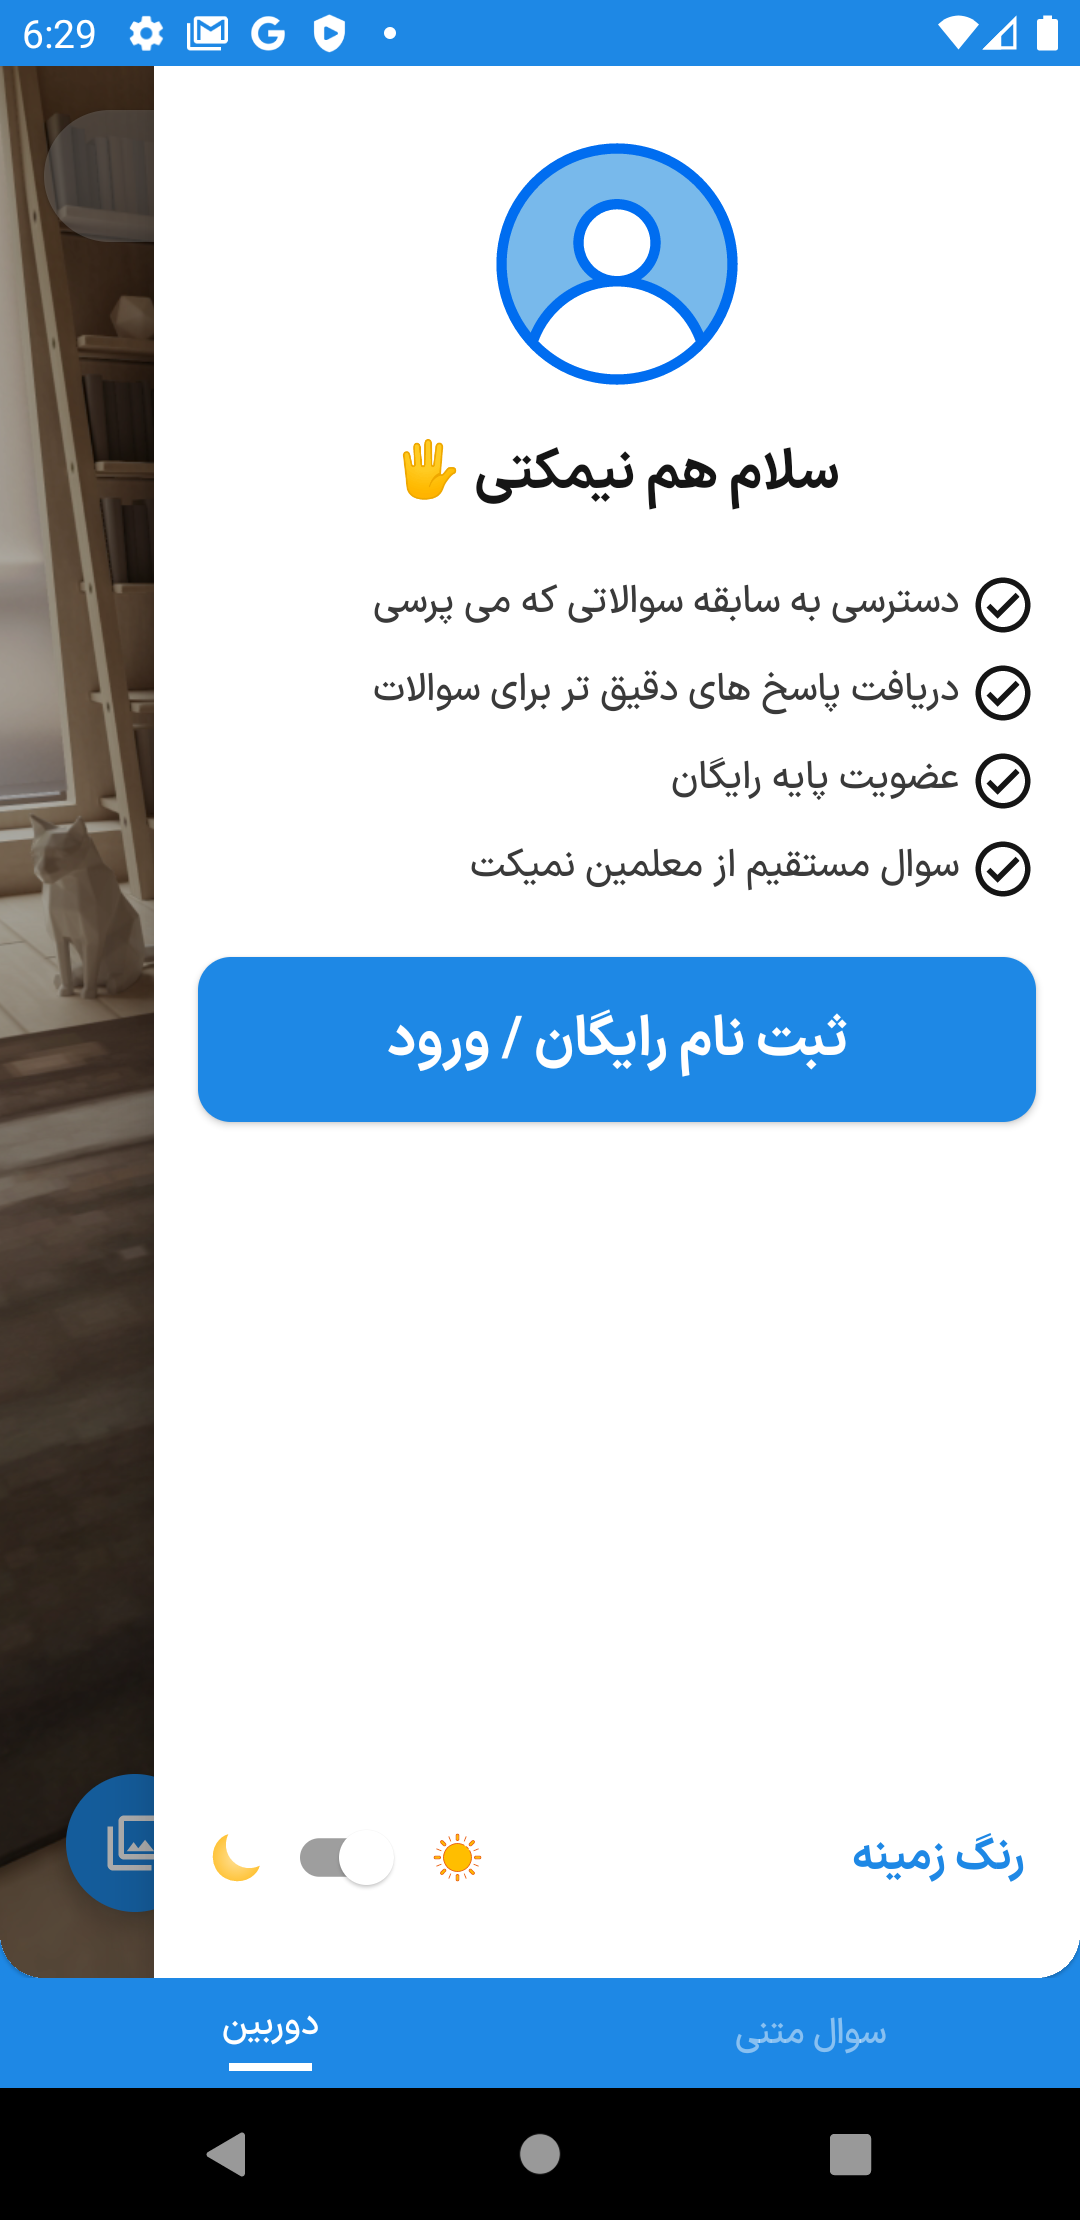 6:29
سلام هم نیمکتی 🖐
دسترسی به سابقه سوالاتی که می پرسی
دریافت پاسخ های دقیق تر برای سوالات
عضویت پایه رایگان
سوال مستقیم از معلمین نمیکت
ثبت نام رایگان / ورود
رنگ زمینه
سوال متنی
دوربین